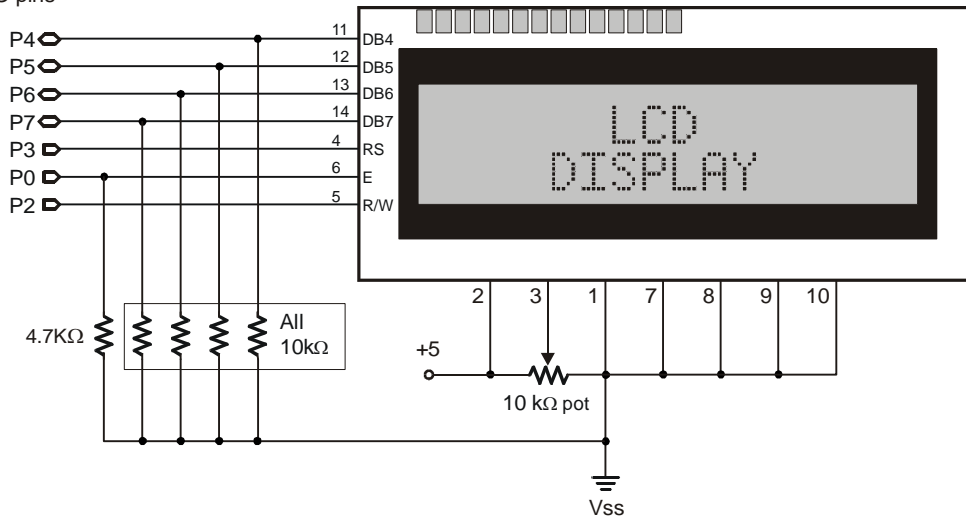 P4 11 DB4
P5 12 DB5
P6 13 DB6
P7 14 DB7
P3 4 RS
P0 6 E
P2 5 R/W
LCD
DISPLAY
2 3 1 7 8 9 10
4.7KΩ
All
10kΩ
+5
10 kΩ pot
Vss